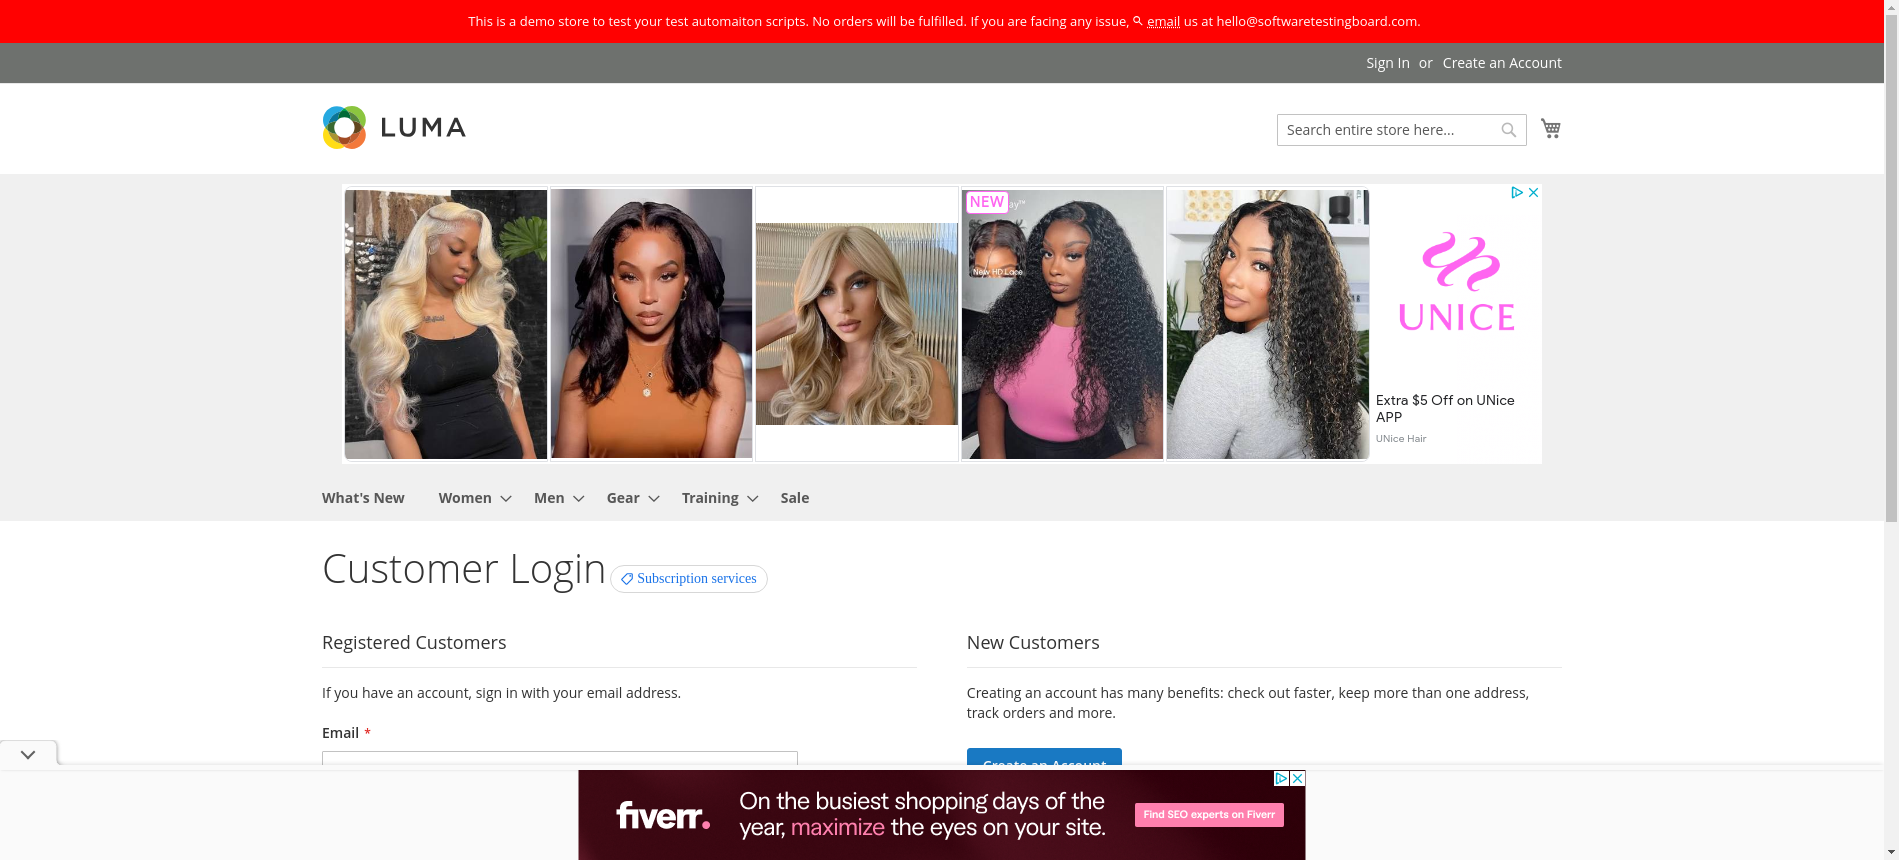 This is a demo store to test your test automaiton scripts. No orders will be fulfilled. If you are facing any issue, email us at hello@softwaretestingboard.com.
Sign In or Create an Account
LUMA
Search entire store here...
NEW
New HD Lace
UNICE
Extra $5 Off on UNice
APP
UNice Hair
What's New Women Men Gear Training Sale
Customer Login
Subscription services
Registered Customers
If you have an account, sign in with your email address.
Email *
New Customers
Creating an account has many benefits: check out faster, keep more than one address,
track orders and more.
Create an Account
fiverr.
On the busiest shopping days of the
year, maximize the eyes on your site.
Find SEO experts on Fiverr